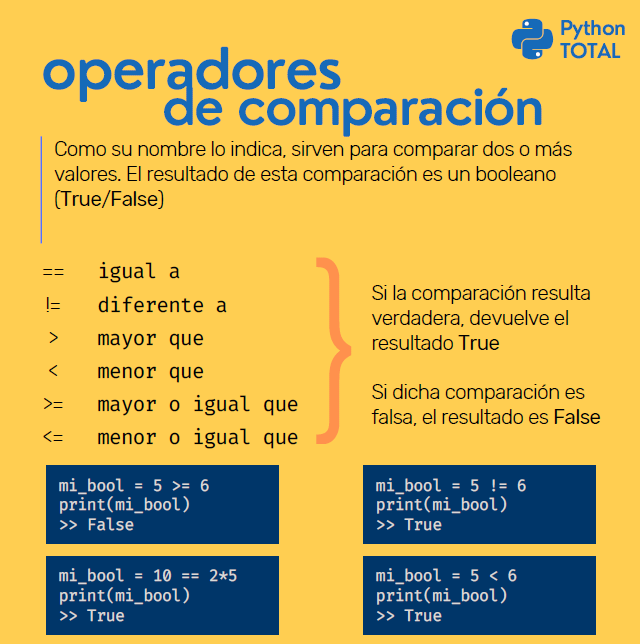 Python
TOTAL
operadores
de comparación
Como su nombre lo indica, sirven para comparar dos o más
valores. El resultado de esta comparación es un booleano
(True/False)
== igual a
!= diferente a
> mayor que
< menor que
>= mayor o igual que
<= menor o igual que
Si la comparación resulta
verdadera, devuelve el
resultado True
Si dicha comparación es
falsa, el resultado es False
mi_bool = 5 >= 6
print(mi_bool)
>> False
mi_bool = 5 != 6
print(mi_bool)
>> True
mi_bool = 10 == 2*5
print(mi_bool)
>> True
mi_bool = 5 < 6
print(mi_bool)
>> True